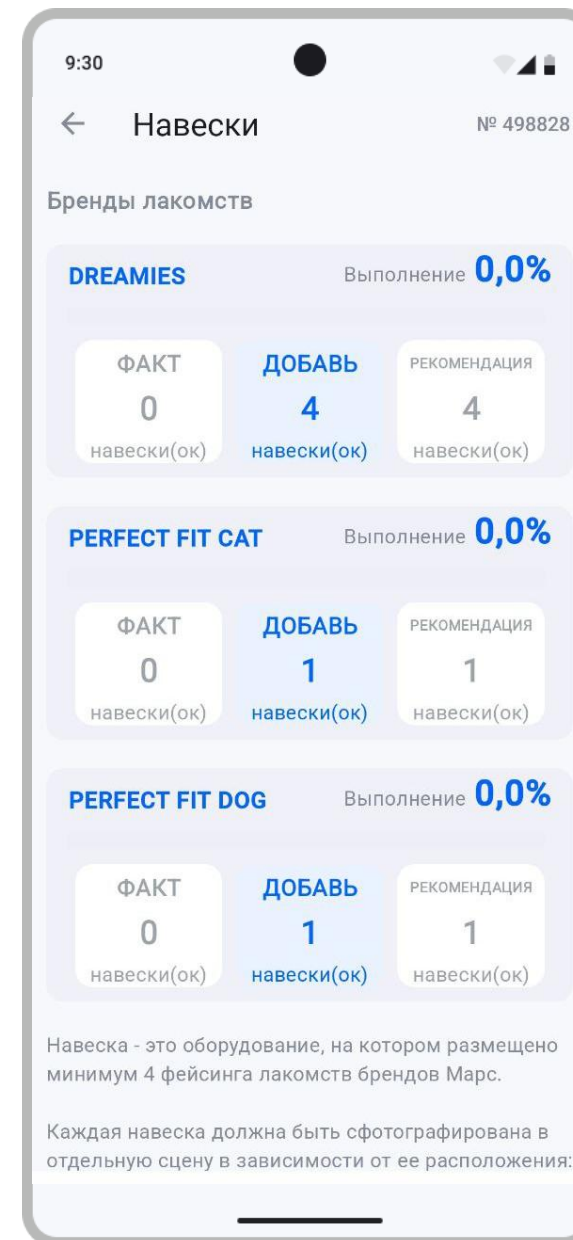 9:30
Навески
№ 498828
Бренды лакомств
DREAMIES
Выполнение 0,0%
ФАКТ
ДОБАВЬ
РЕКОМЕНДАЦИЯ
0
4
4
навески(ок)
навески(ок)
навески(ок)
PERFECT FIT CAT
Выполнение 0,0%
ФАКТ
ДОБАВЬ
РЕКОМЕНДАЦИЯ
0
1
1
навески(ок)
навески(ок)
навески(ок)
PERFECT FIT DOG
Выполнение 0,0%
ФАКТ
ДОБАВЬ
РЕКОМЕНДАЦИЯ
0
1
1
навески(ок)
навески(ок)
навески(ок)
Навеска - это оборудование, на котором размещено
минимум 4 фейсинга лакомств брендов Марс.
Каждая навеска должна быть сфотографирована в
отдельную сцену в зависимости от ее расположения: